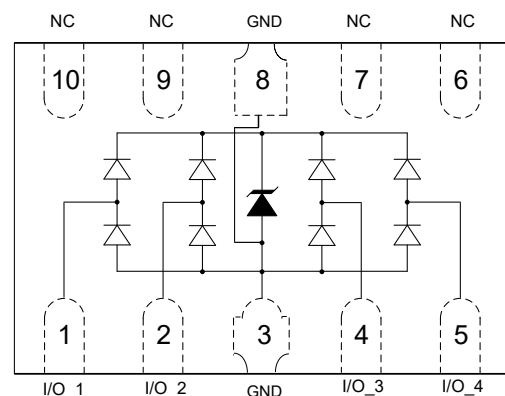 NC NC GND NC NC
10 9 8 7 6
1 2 3 4 5
I/O_1 I/O_2 GND I/O_3 I/O_4